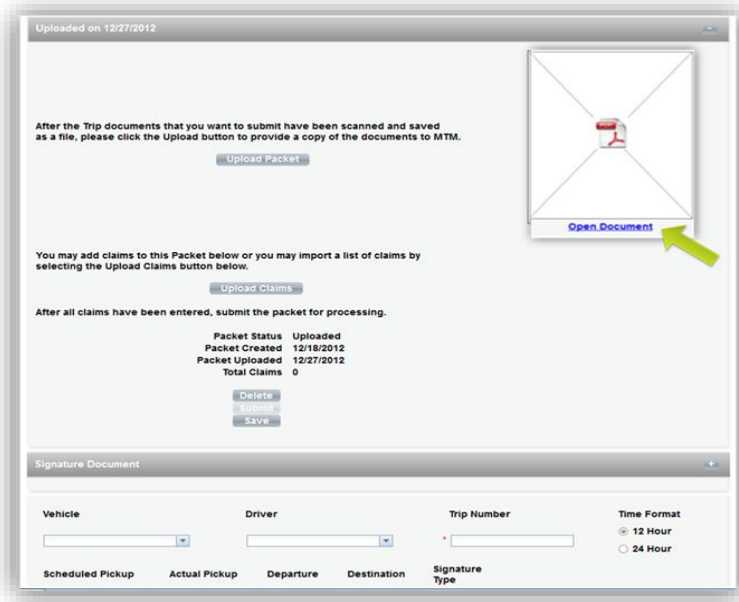 Uploaded on 12/27/2012
After the Trip documents that you want to submit have been scanned and saved
as a file, please click the Upload button to provide a copy of the documents to MTM.
Upload Packet
Open Document
You may add claims to this Packet below or you may import a list of claims by
selecting the Upload Claims button below.
Upload Claims
After all claims have been entered, submit the packet for processing.
Packet Status Uploaded
Packet Created 12/18/2012
Packet Uploaded 12/27/2012
Total Claims 0
Delete
Submit
Save
Signature Document
Vehicle Driver Trip Number Time Format
* 12 Hour
24 Hour
Scheduled Pickup Actual Pickup Departure Destination Signature
Type